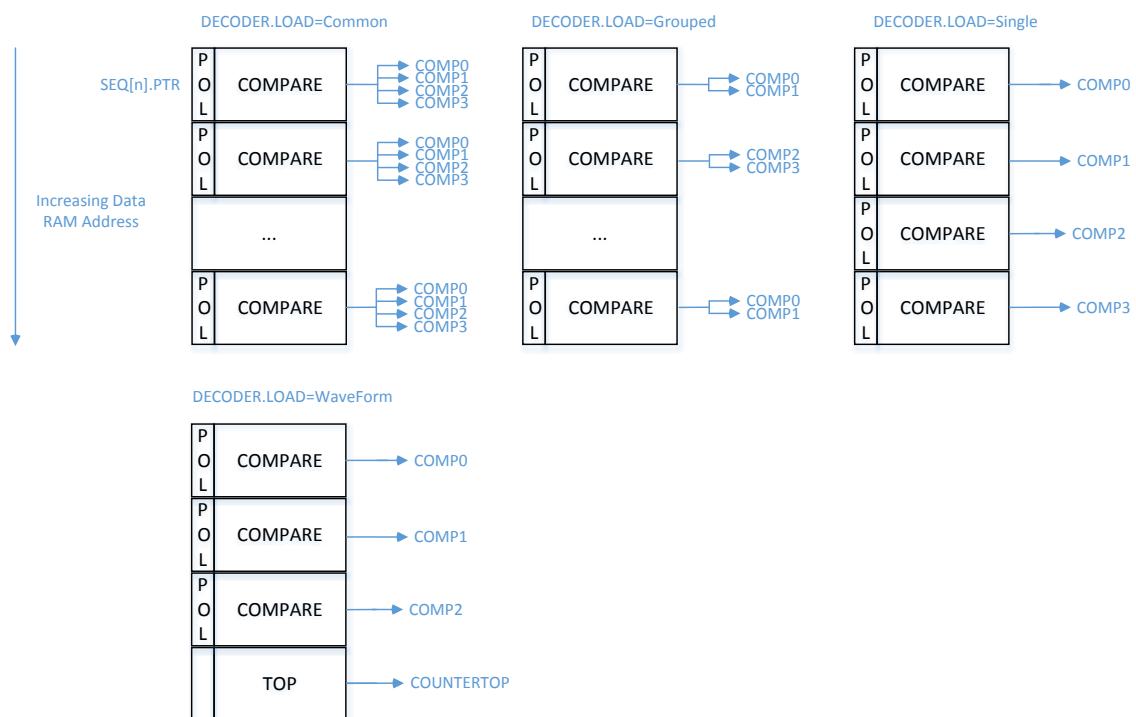 DECODER.LOAD=Common
DECODER.LOAD=Grouped
DECODER.LOAD=Single
SEQ[n].PTR
Increasing Data
RAM Address
P
O
L
COMPARE
COMP0
COMP1
COMP2
COMP3
P
O
L
COMPARE
COMP0
COMP1
COMP2
COMP3
...
P
O
L
COMPARE
COMP0
COMP1
COMP2
COMP3
P
O
L
COMPARE
COMP0
COMP1
P
O
L
COMPARE
COMP2
COMP3
...
P
O
L
COMPARE
COMP0
COMP1
P
O
L
COMPARE
COMP0
P
O
L
COMPARE
COMP1
P
O
L
COMPARE
COMP2
P
O
L
COMPARE
COMP3
DECODER.LOAD=WaveForm
P
O
L
COMPARE
COMP0
P
O
L
COMPARE
COMP1
P
O
L
COMPARE
COMP2
TOP
COUNTERTOP